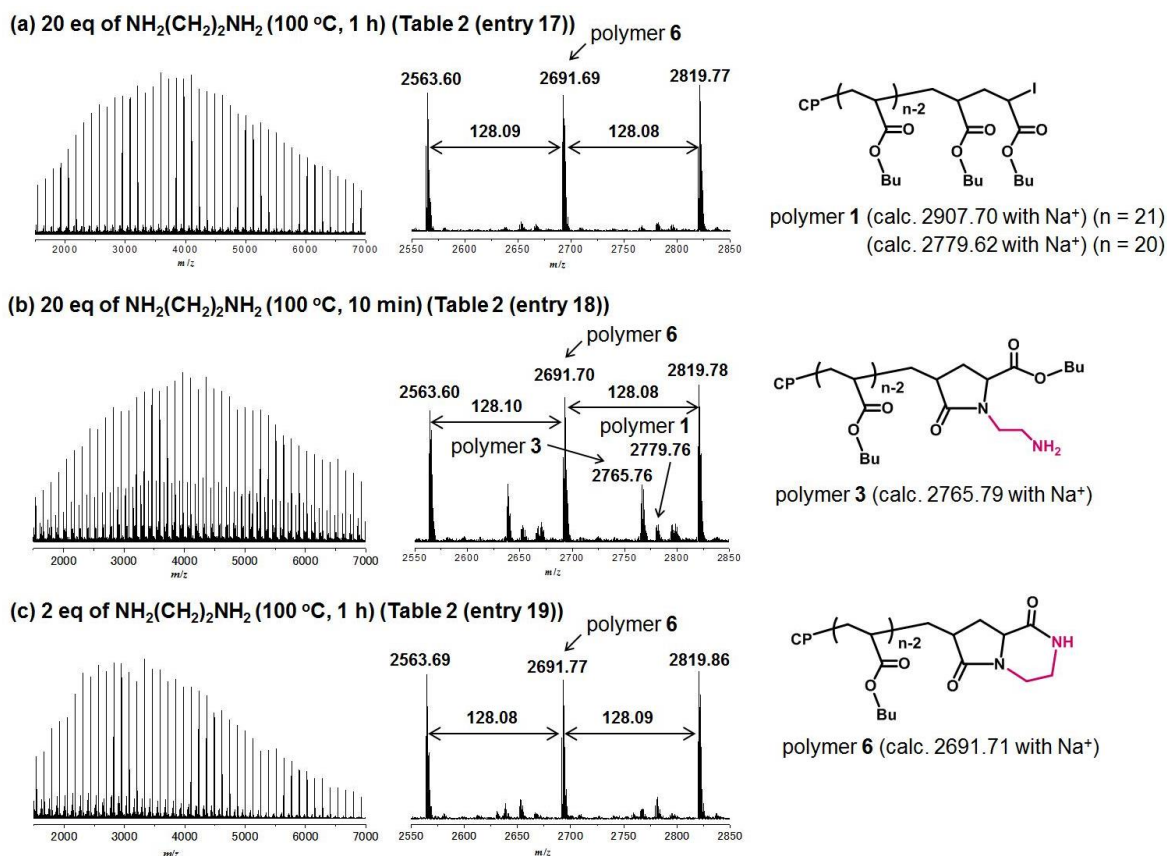 (a) 20 eq of NH₂(CH₂)₂NH₂ (100 °C, 1 h) (Table 2 (entry 17))
polymer 6
2563.60 2691.69 2819.77
128.09 128.08
2000 3000 4000 5000 6000 7000
m/z
2550 2600 2650 2700 2750 2800 2850
m/z
CP n-2 I
O O O
O O O
Bu Bu Bu
polymer 1 (calc. 2907.70 with Na⁺) (n = 21)
(calc. 2779.62 with Na⁺) (n = 20)
(b) 20 eq of NH₂(CH₂)₂NH₂ (100 °C, 10 min) (Table 2 (entry 18))
polymer 6
2563.60 2691.70 2819.78
128.10 128.08
polymer 1
polymer 3 2779.76
2765.76
2000 3000 4000 5000 6000 7000
m/z
2550 2600 2650 2700 2750 2800 2850
m/z
O
CP n-2 O Bu
O O N
O
Bu NH₂
polymer 3 (calc. 2765.79 with Na⁺)
(c) 2 eq of NH₂(CH₂)₂NH₂ (100 °C, 1 h) (Table 2 (entry 19))
polymer 6
2563.69 2691.77 2819.86
128.08 128.09
2000 3000 4000 5000 6000 7000
m/z
2550 2600 2650 2700 2750 2800 2850
m/z
O
CP n-2 NH
O O N
O
Bu
polymer 6 (calc. 2691.71 with Na⁺)